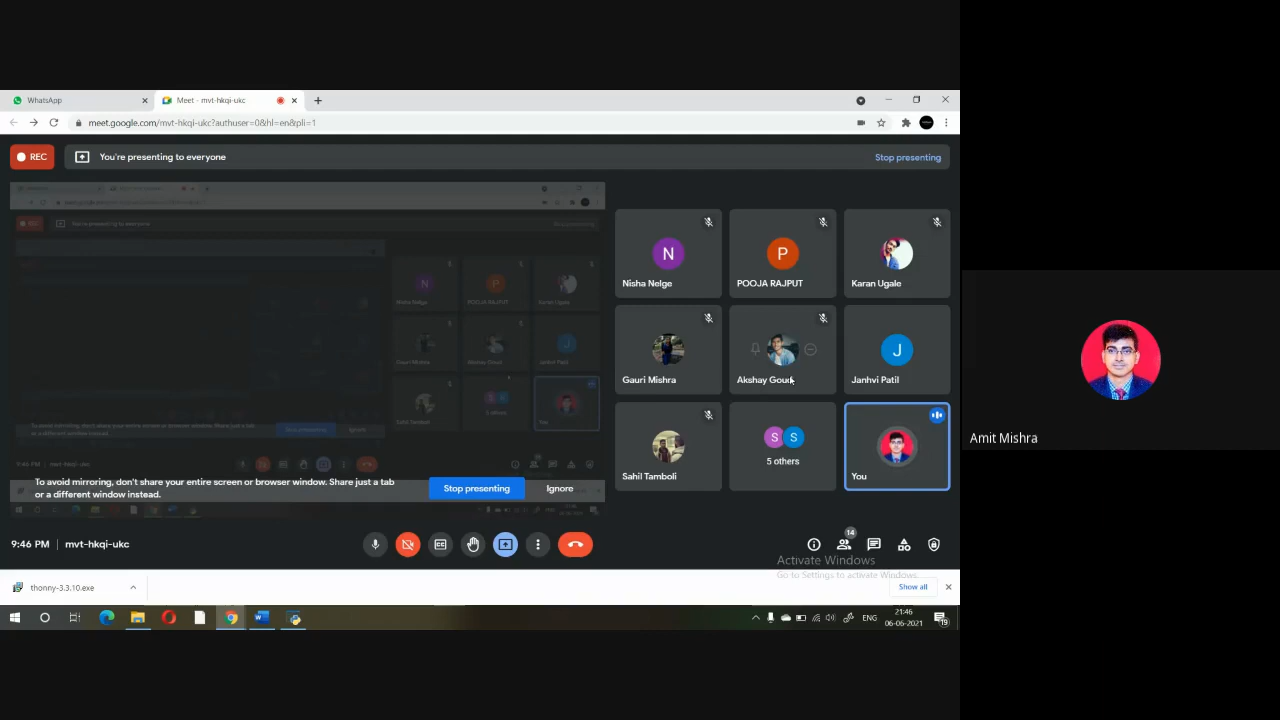 WhatsApp
Meet - mvt-hkqi-ukc
meet.google.com/mvt-hkqi-ukc?authuser=0&hl=en&pli=1
REC
You're presenting to everyone
Stop presenting
N
Nisha Nelge
P
POOJA RAJPUT
Karan Ugale
Gauri Mishra
Akshay Goud
J
Janhvi Patil
Sahil Tamboli
S S
5 others
You
To avoid mirroring, don't share your entire screen or browser window. Share just a tab
or a different window instead.
Stop presenting
Ignore
9:46 PM | mvt-hkqi-ukc
14
Activate Windows
Go to Settings to activate Windows.
thonny-3.3.10.exe
Show all
ENG
21:46
06-06-2021
19
Amit Mishra